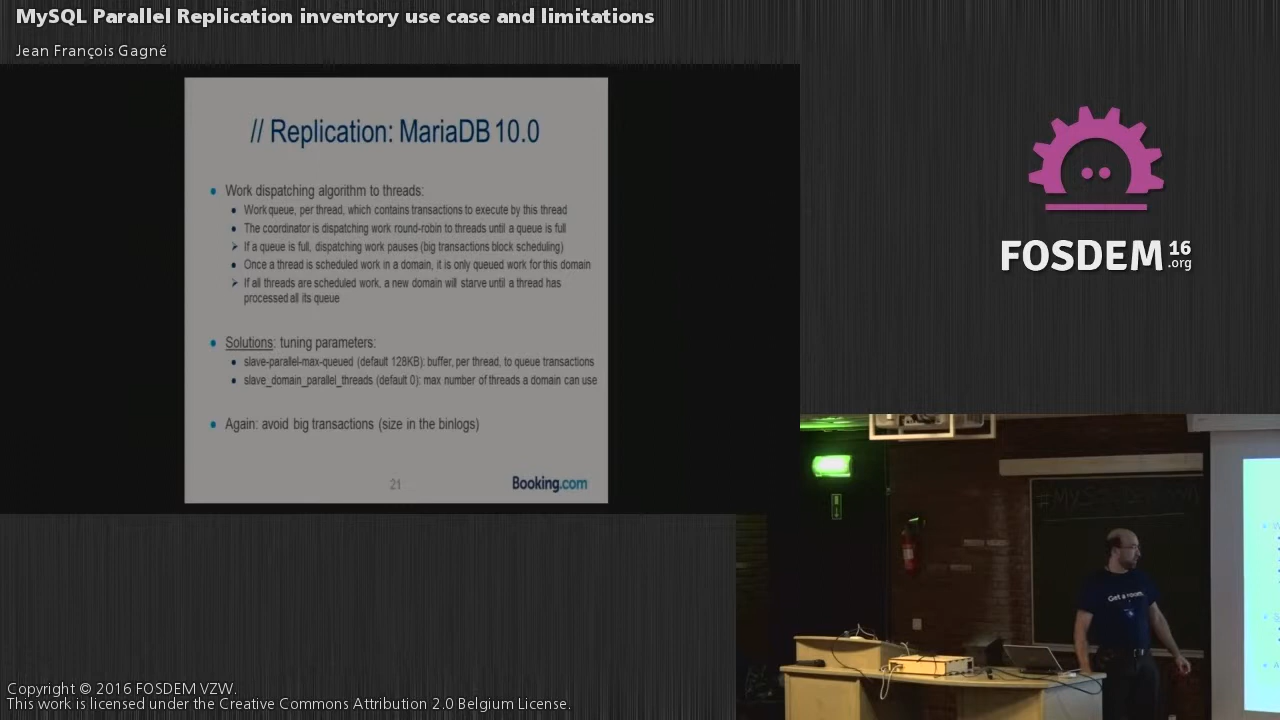 MySQL Parallel Replication inventory use case and limitations
Jean François Gagné
// Replication: MariaDB 10.0
Work dispatching algorithm to threads:
Work queue, per thread, which contains transactions to execute by this thread
The coordinator is dispatching work round-robin to threads until a queue is full
If a queue is full, dispatching work pauses (big transactions block scheduling)
Once a thread is scheduled work in a domain, it is only queued work for this domain
If all threads are scheduled work, a new domain will starve until a thread has
processed all its queue
Solutions: tuning parameters:
slave-parallel-max-queued (default 128KB): buffer, per thread, to queue transactions
slave_domain_parallel_threads (default 0): max number of threads a domain can use
Again: avoid big transactions (size in the binlogs)
21
Booking.com
FOSDEM 16
.org
Get a room.
Copyright © 2016 FOSDEM VZW.
This work is licensed under the Creative Commons Attribution 2.0 Belgium License.